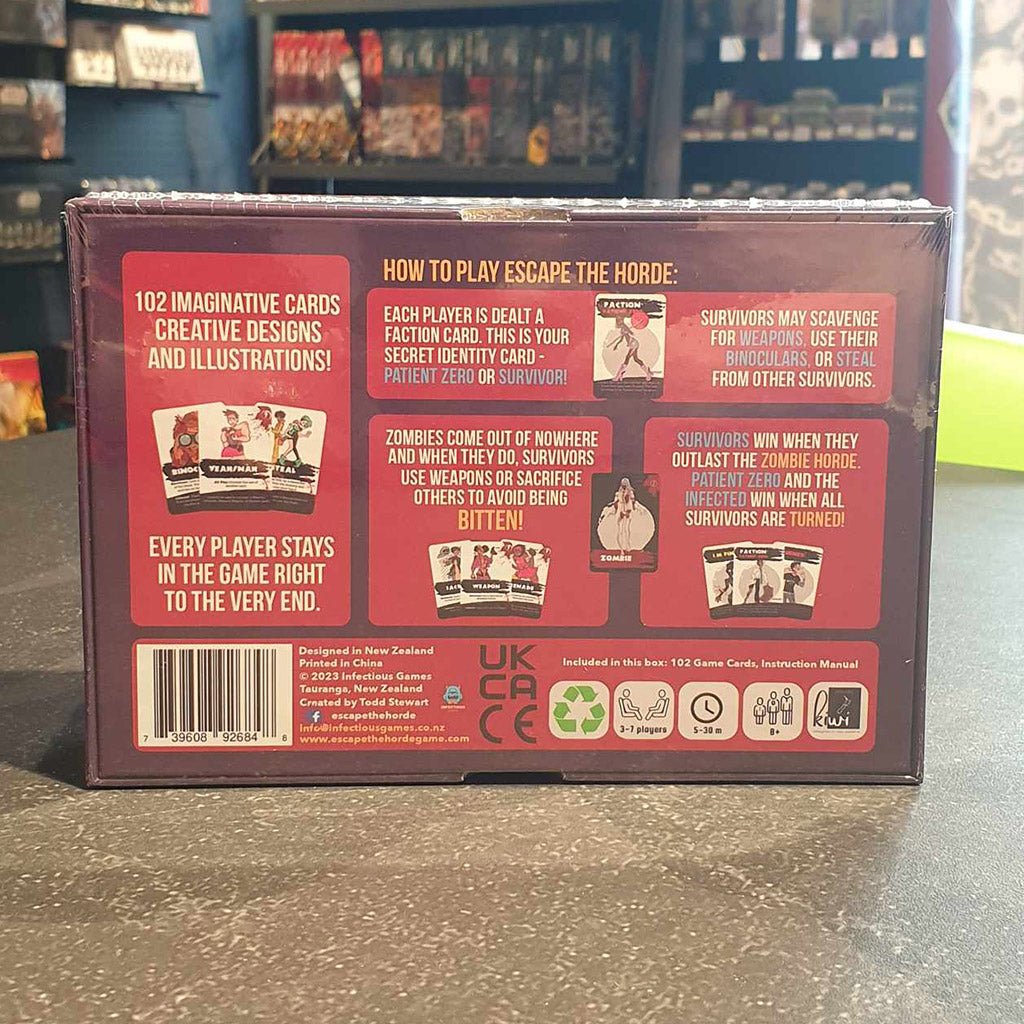 102 IMAGINATIVE CARDS
CREATIVE DESIGNS
AND ILLUSTRATIONS!
YEAH/NAH
STEAL
EVERY PLAYER STAYS
IN THE GAME RIGHT
TO THE VERY END.
HOW TO PLAY ESCAPE THE HORDE:
EACH PLAYER IS DEALT A
FACTION CARD. THIS IS YOUR
SECRET IDENTITY CARD -
PATIENT ZERO OR SURVIVOR!
FACTION
SURVIVORS MAY SCAVENGE
FOR WEAPONS, USE THEIR
BINOCULARS, OR STEAL
FROM OTHER SURVIVORS.
ZOMBIES COME OUT OF NOWHERE
AND WHEN THEY DO, SURVIVORS
USE WEAPONS OR SACRIFICE
OTHERS TO AVOID BEING
BITTEN!
WEAPON
ZOMBIE
SURVIVORS WIN WHEN THEY
OUTLAST THE ZOMBIE HORDE.
PATIENT ZERO AND THE
INFECTED WIN WHEN ALL
SURVIVORS ARE TURNED!
FACTION
7 39608 92684 8
Designed in New Zealand
Printed in China
© 2023 Infectious Games
Tauranga, New Zealand
Created by Todd Stewart
f escapethehorde
info@infectiousgames.co.nz
www.escapethehordegame.com
UK
CA
CE
Included in this box: 102 Game Cards, Instruction Manual
3-7 players
5-30 m
8+
kiwi